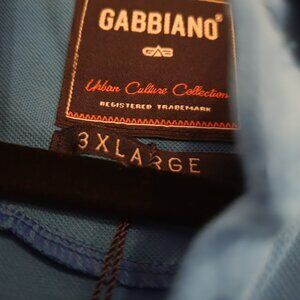 GABBIANO®
GAB
Urban Culture Collection
REGISTERED TRADEMARK
3XLARGE